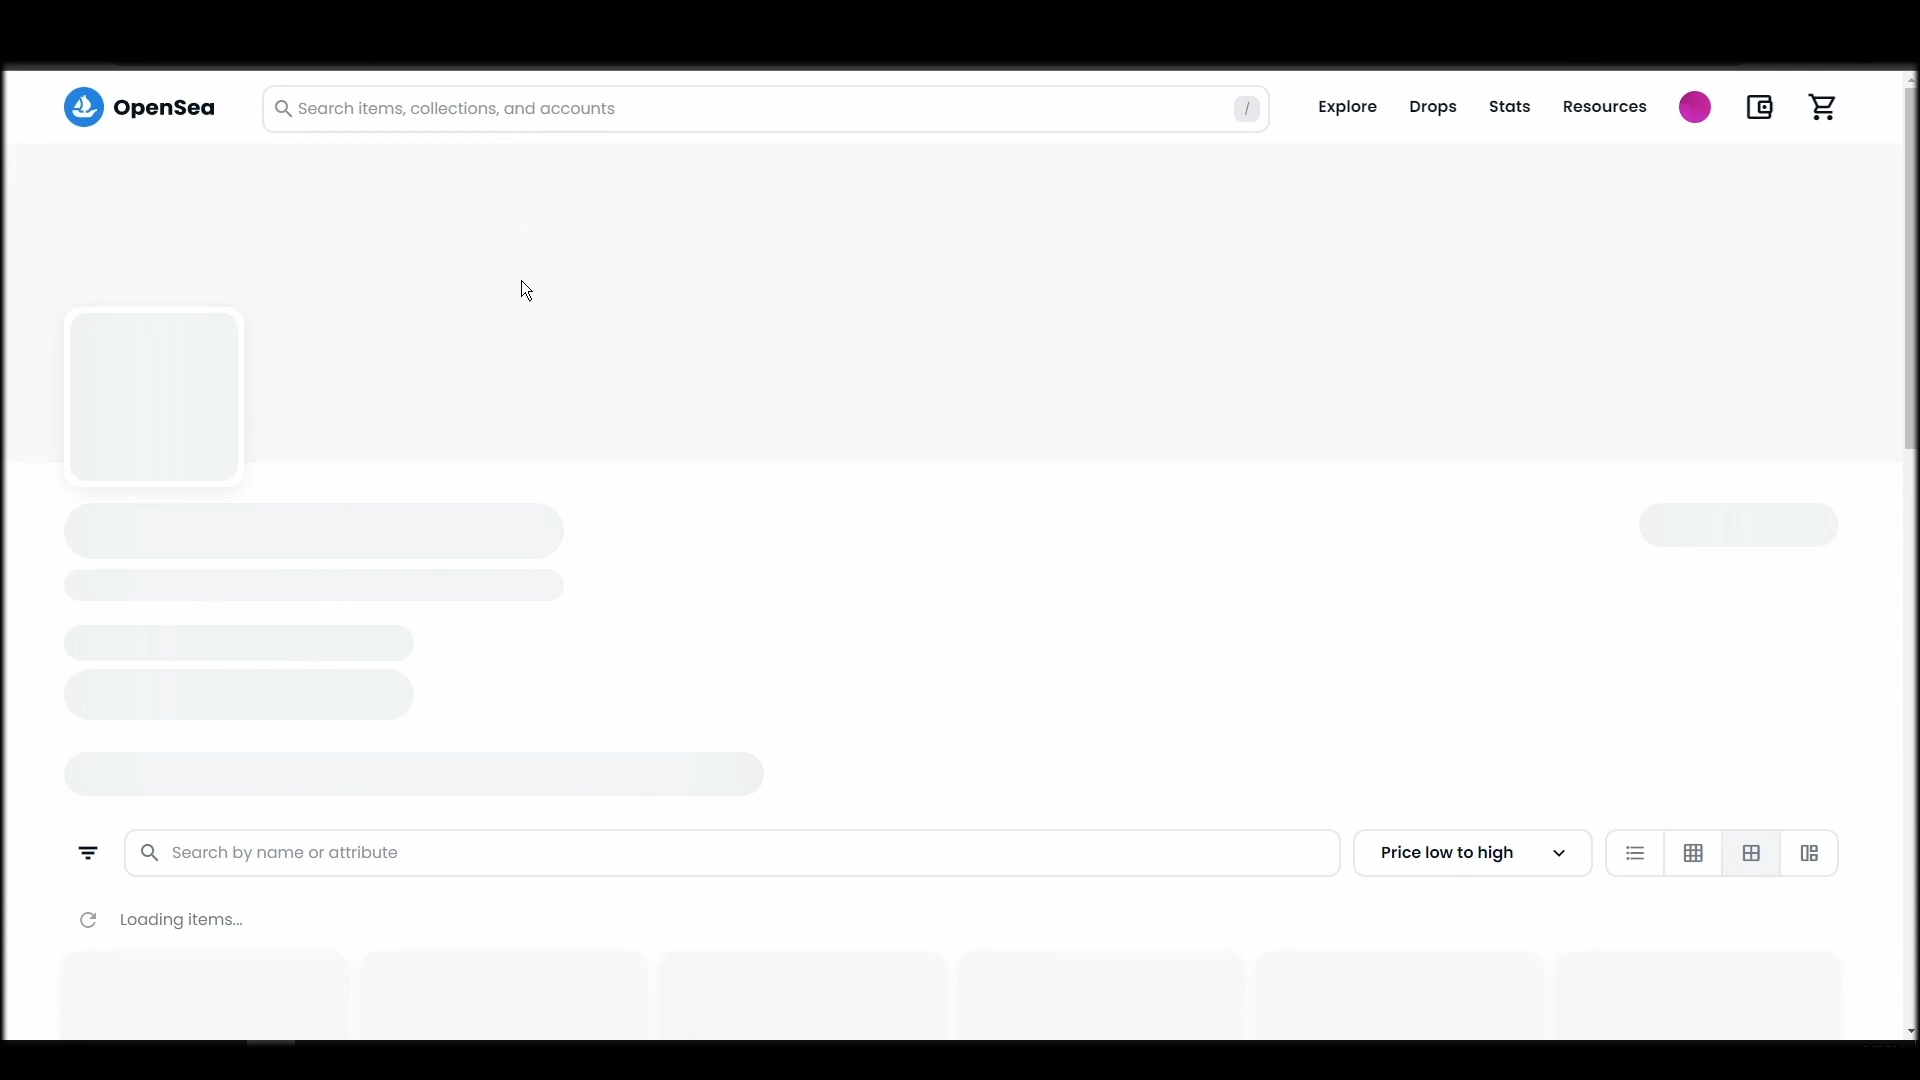 OpenSea
Search items, collections, and accounts /
Explore Drops Stats Resources
Search by name or attribute
Price low to high
Loading items...